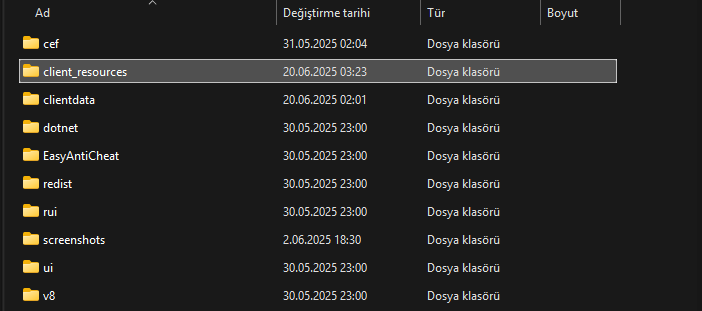 Ad Değiştirme tarihi Tür Boyut
cef 31.05.2025 02:04 Dosya klasörü
client_resources 20.06.2025 03:23 Dosya klasörü
clientdata 20.06.2025 02:01 Dosya klasörü
dotnet 30.05.2025 23:00 Dosya klasörü
EasyAntiCheat 30.05.2025 23:00 Dosya klasörü
redist 30.05.2025 23:00 Dosya klasörü
rui 30.05.2025 23:00 Dosya klasörü
screenshots 2.06.2025 18:30 Dosya klasörü
ui 30.05.2025 23:00 Dosya klasörü
v8 30.05.2025 23:00 Dosya klasörü